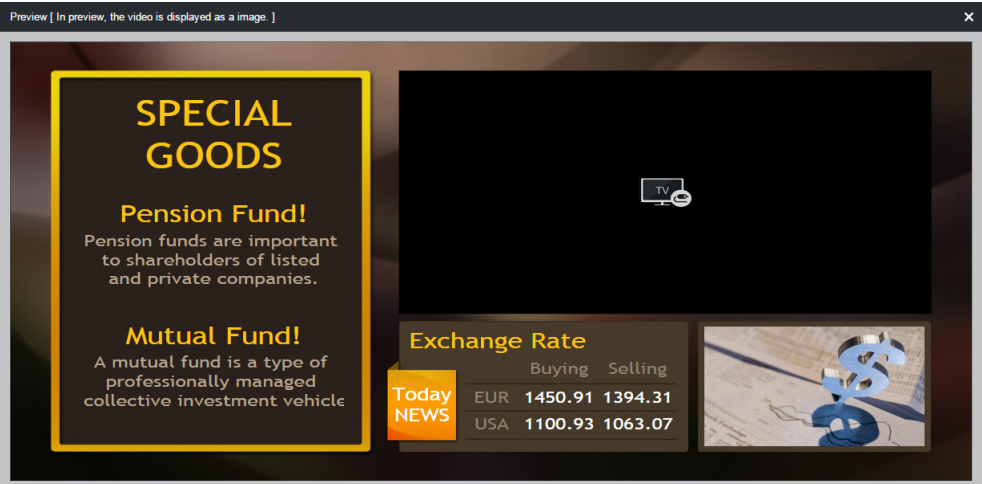 Preview [ In preview, the video is displayed as a image. ]
SPECIAL
GOODS
Pension Fund!
Pension funds are important
to shareholders of listed
and private companies.
Mutual Fund!
A mutual fund is a type of
professionally managed
collective investment vehicle
TV
Exchange Rate
Buying Selling
Today
NEWS
EUR 1450.91 1394.31
USA 1100.93 1063.07